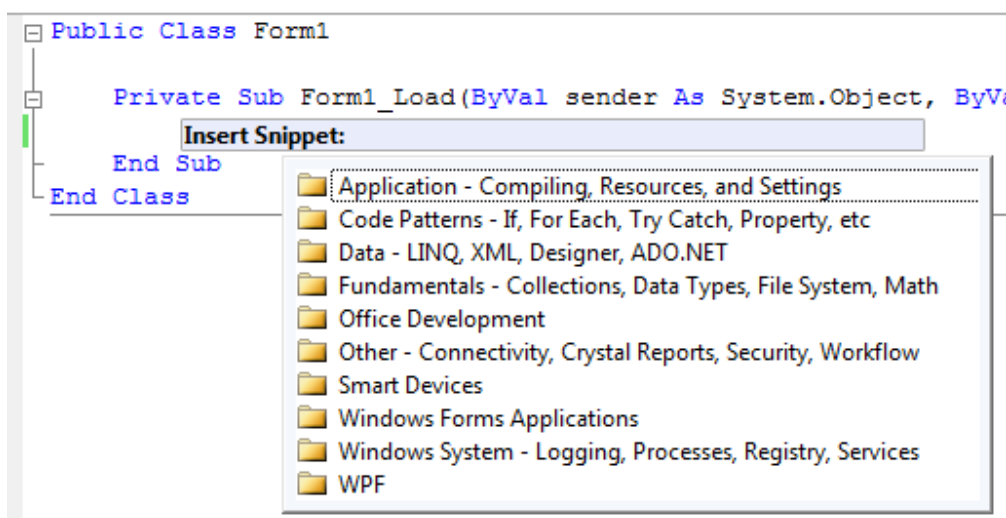 Public Class Form1
Private Sub Form1_Load(ByVal sender As System.Object,
Insert Snippet:
End Sub
End Class
Application - Compiling, Resources, and Settings
Code Patterns - If, For Each, Try Catch, Property, etc
Data - LINQ, XML, Designer, ADO.NET
Fundamentals - Collections, Data Types, File System, Math
Office Development
Other - Connectivity, Crystal Reports, Security, Workflow
Smart Devices
Windows Forms Applications
Windows System - Logging, Processes, Registry, Services
WPF